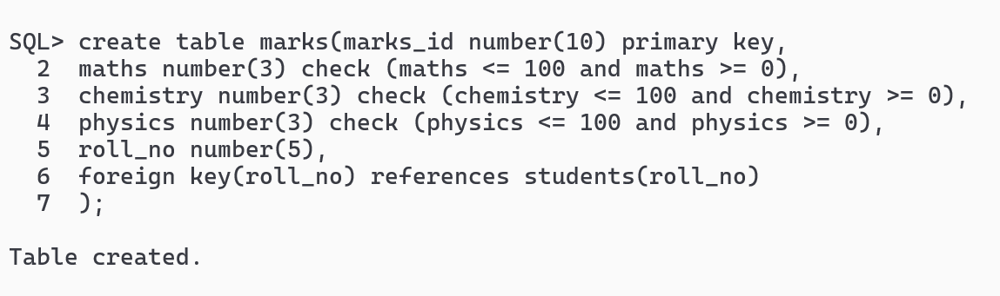 SQL> create table marks(marks_id number(10) primary key,
  2  maths number(3) check (maths <= 100 and maths >= 0),
  3  chemistry number(3) check (chemistry <= 100 and chemistry >= 0),
  4  physics number(3) check (physics <= 100 and physics >= 0),
  5  roll_no number(5),
  6  foreign key(roll_no) references students(roll_no)
  7  );
Table created.